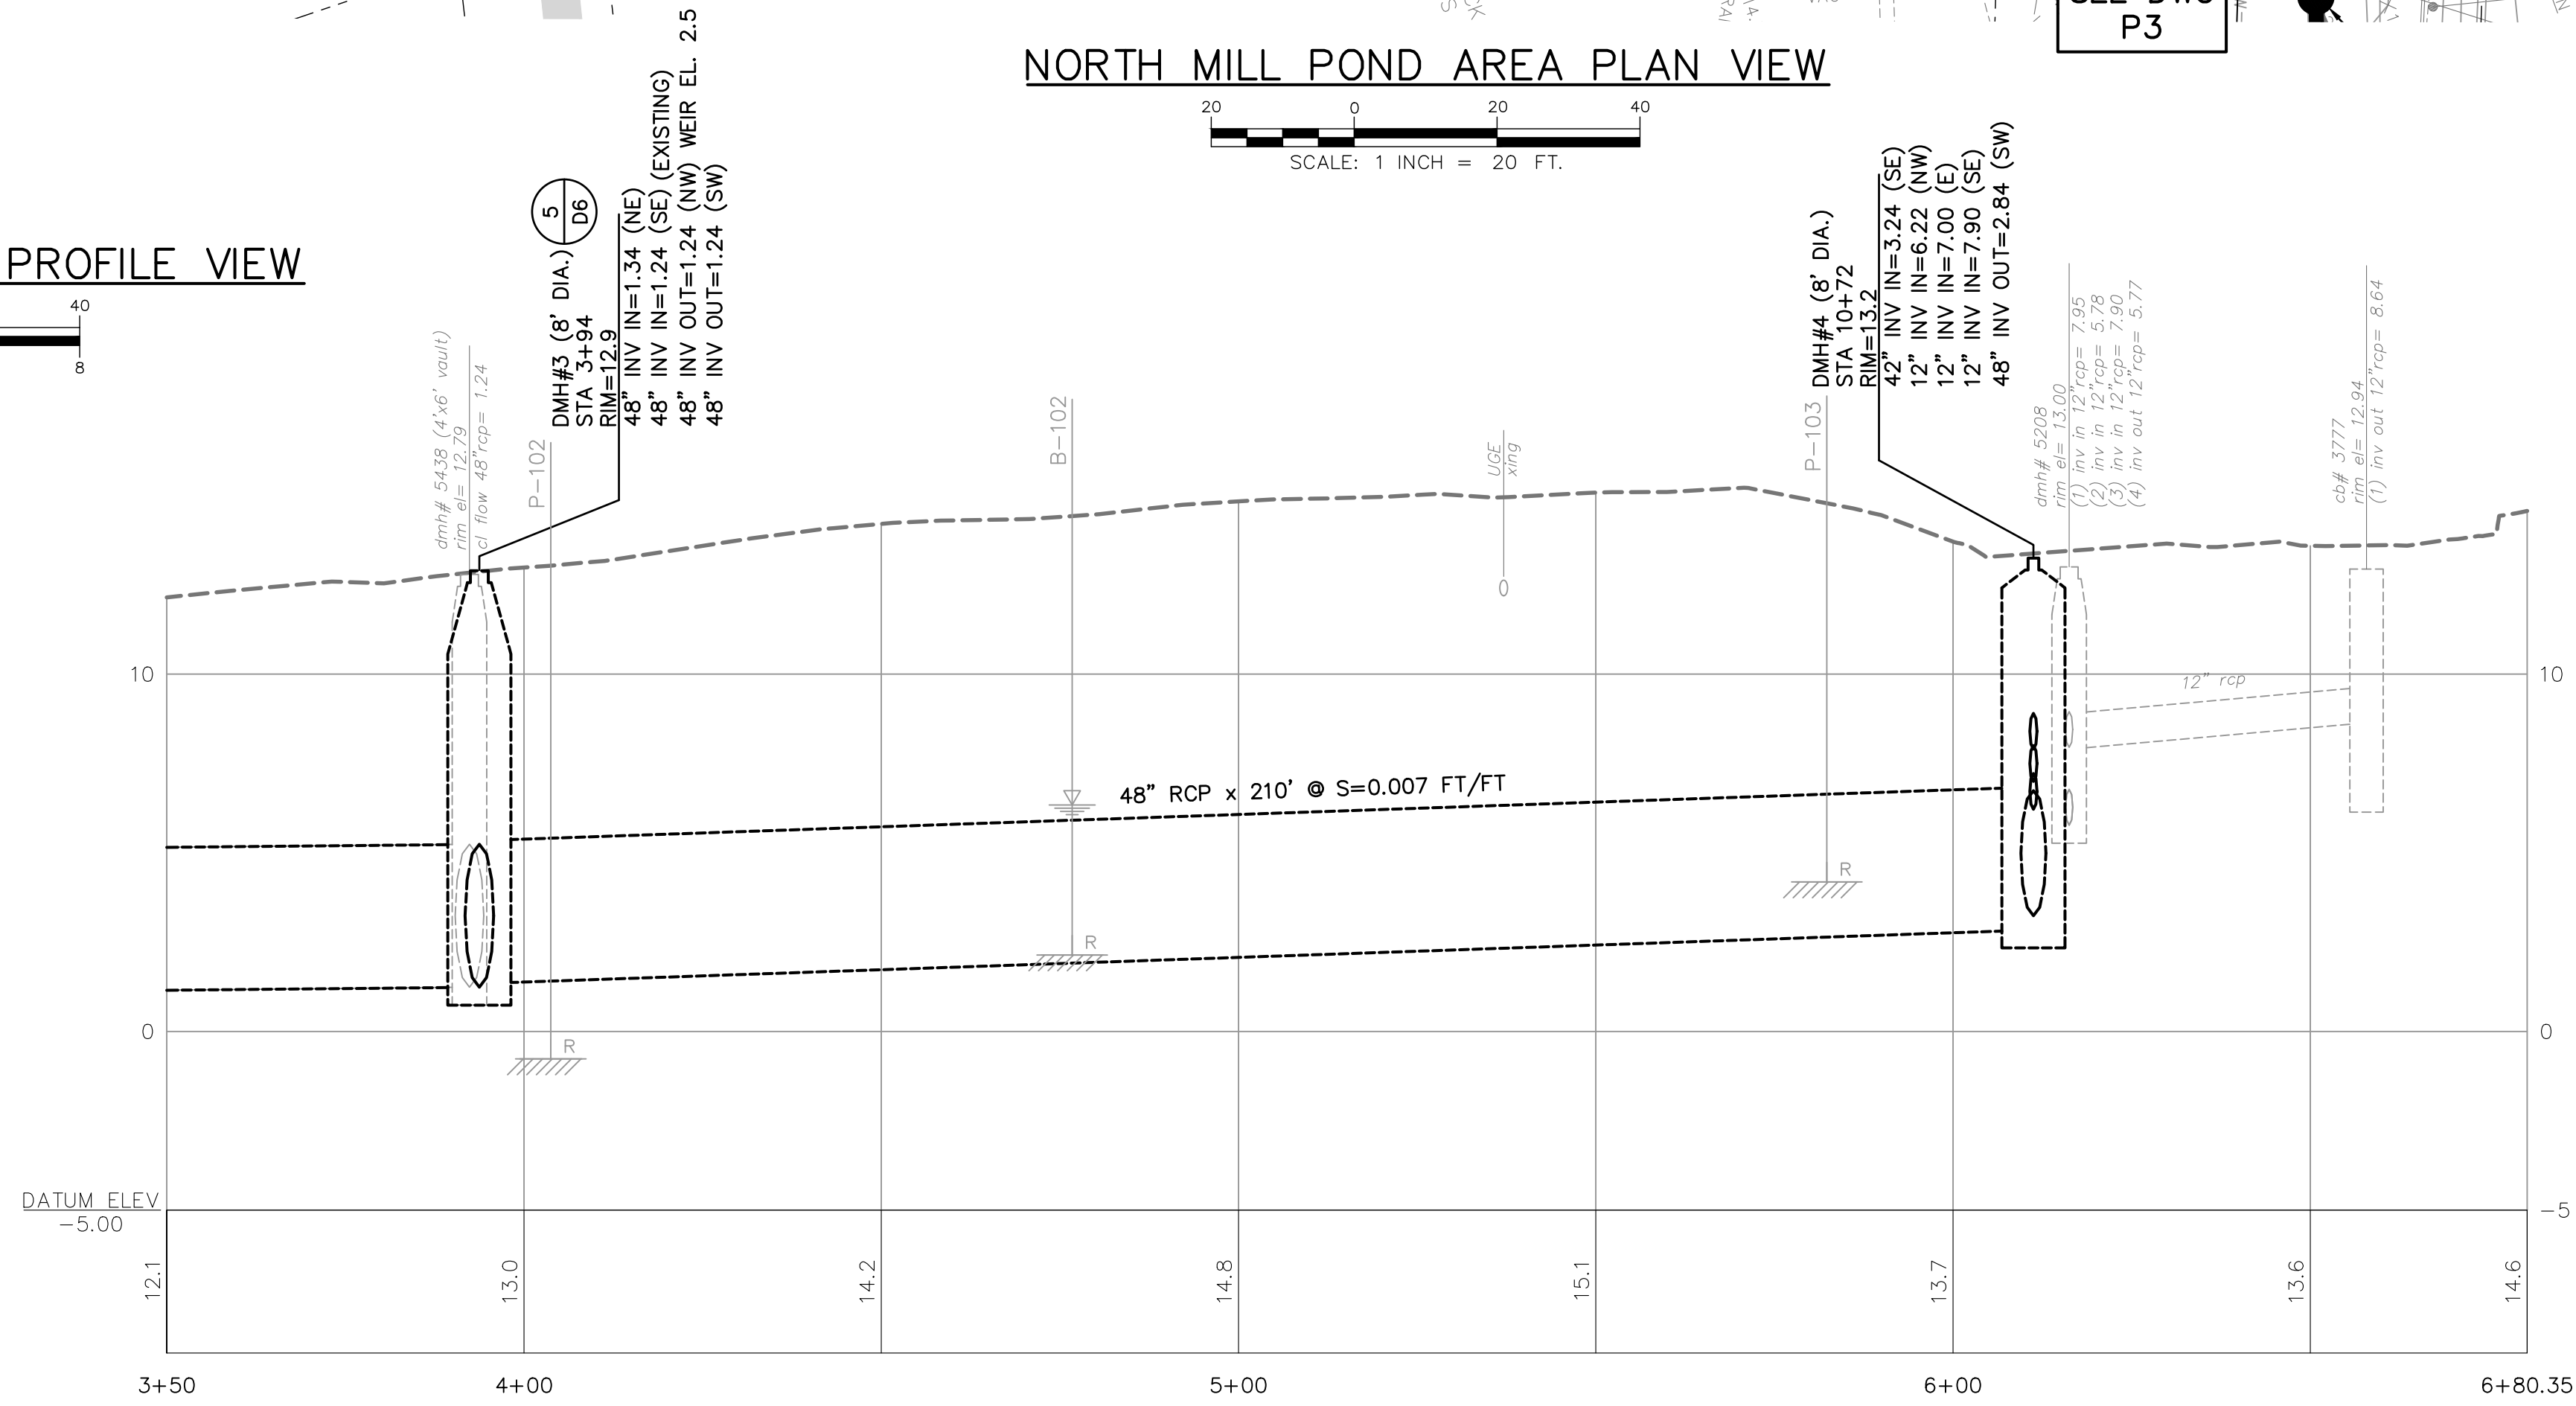 P3
NORTH MILL POND AREA PLAN VIEW
20 0 20 40
SCALE: 1 INCH = 20 FT.
PROFILE VIEW
40
8
dmh# 5438 (4'x6' vault)
rim el= 12.79
cl flow 48"rcp= 1.24
P-102
5
D6
DMH#3 (8' DIA.)
STA 3+94
RIM=12.9
48" INV IN=1.34 (NE)
48" INV IN=1.24 (SE) (EXISTING)
48" INV OUT=1.24 (NW) WEIR EL. 2.5
48" INV OUT=1.24 (SW)
B-102
UGE
xing
0
P-103
DMH#4 (8' DIA.)
STA 10+72
RIM=13.2
42" INV IN=3.24 (SE)
12" INV IN=6.22 (NW)
12" INV IN=7.00 (E)
12" INV IN=7.90 (SE)
48" INV OUT=2.84 (SW)
dmh# 5208
rim el= 13.00
(1) inv in 12"rcp= 7.95
(2) inv in 12"rcp= 5.78
(3) inv in 12"rcp= 7.90
(4) inv out 12"rcp= 5.77
cb# 3777
rim el= 12.94
(1) inv out 12"rcp= 8.64
10
10
12" rcp
48" RCP x 210' @ S=0.007 FT/FT
R
R
R
0
0
DATUM ELEV
-5.00
-5
12.1 13.0 14.2 14.8 15.1 13.7 13.6 14.6
3+50 4+00 5+00 6+00 6+80.35